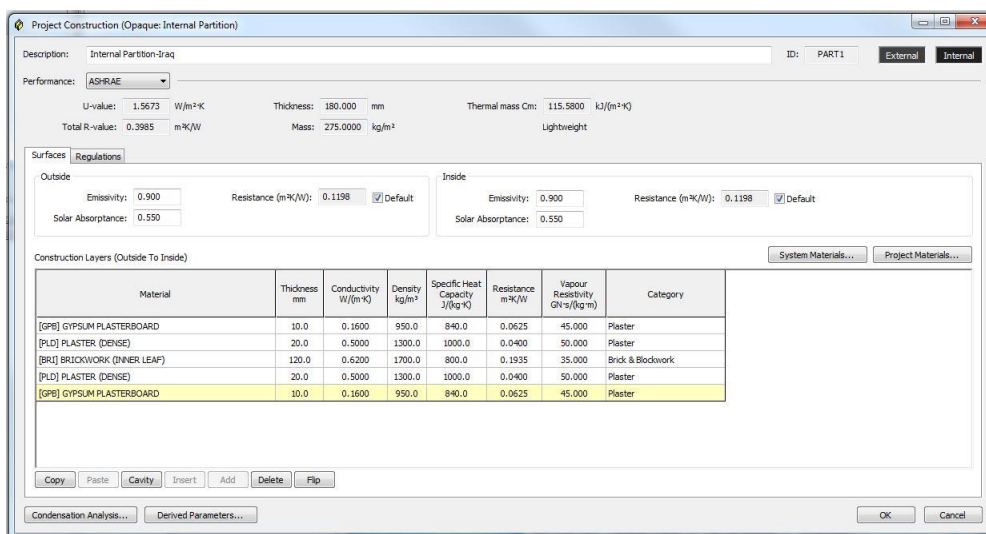 Project Construction (Opaque: Internal Partition)
Description: Internal Partition-Iraq ID: PART1 External Internal
Performance: ASHRAE
U-value: 1.5673 W/m²·K Thickness: 180.000 mm Thermal mass Cm: 115.5800 kJ/(m²·K)
Total R-value: 0.3985 m²K/W Mass: 275.0000 kg/m² Lightweight
Surfaces Regulations
Outside Inside
Emissivity: 0.900 Resistance (m²K/W): 0.1198 Default Emissivity: 0.900 Resistance (m²K/W): 0.1198 Default
Solar Absorptance: 0.550 Solar Absorptance: 0.550
Construction Layers (Outside To Inside) System Materials... Project Materials...
Material Thickness mm Conductivity W/(m·K) Density kg/m³ Specific Heat Capacity J/(kg·K) Resistance m²K/W Vapour Resistivity GN·s/(kg·m) Category
[GPB] GYPSUM PLASTERBOARD 10.0 0.1600 950.0 840.0 0.0625 45.000 Plaster
[PLD] PLASTER (DENSE) 20.0 0.5000 1300.0 1000.0 0.0400 50.000 Plaster
[BRI] BRICKWORK (INNER LEAF) 120.0 0.6200 1700.0 800.0 0.1935 35.000 Brick & Blockwork
[PLD] PLASTER (DENSE) 20.0 0.5000 1300.0 1000.0 0.0400 50.000 Plaster
[GPB] GYPSUM PLASTERBOARD 10.0 0.1600 950.0 840.0 0.0625 45.000 Plaster
Copy Paste Cavity Insert Add Delete Flip
Condensation Analysis... Derived Parameters... OK Cancel